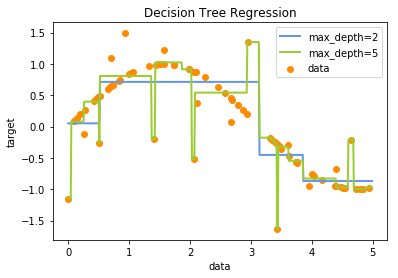 Decision Tree Regression
max_depth=2
max_depth=5
data
1.5
1.0
0.5
0.0
−0.5
−1.0
−1.5
target
0 1 2 3 4 5
data